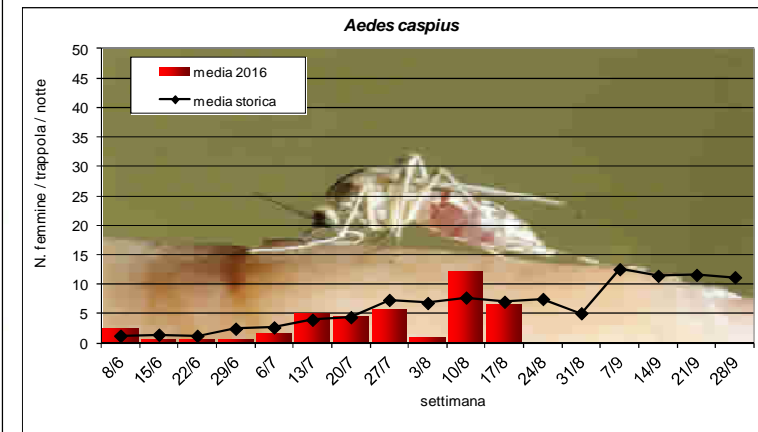 Aedes caspius
N. femmine / trappola / notte
50
45
40
35
30
25
20
15
10
5
0
media 2016
media storica
8/6 15/6 22/6 29/6 6/7 13/7 20/7 27/7 3/8 10/8 17/8 24/8 31/8 7/9 14/9 21/9 28/9
settimana